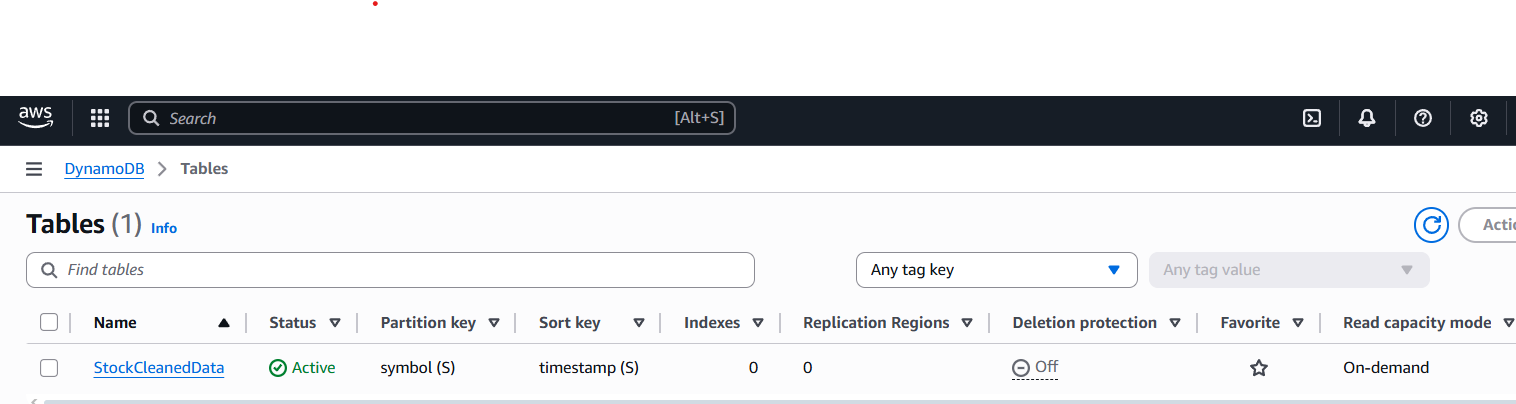 aws
Search [Alt+S]
DynamoDB Tables
Tables (1) Info
Find tables
Any tag key
Any tag value
Name Status Partition key Sort key Indexes Replication Regions Deletion protection Favorite Read capacity mode
StockCleanedData Active symbol (S) timestamp (S) 0 0 Off On-demand